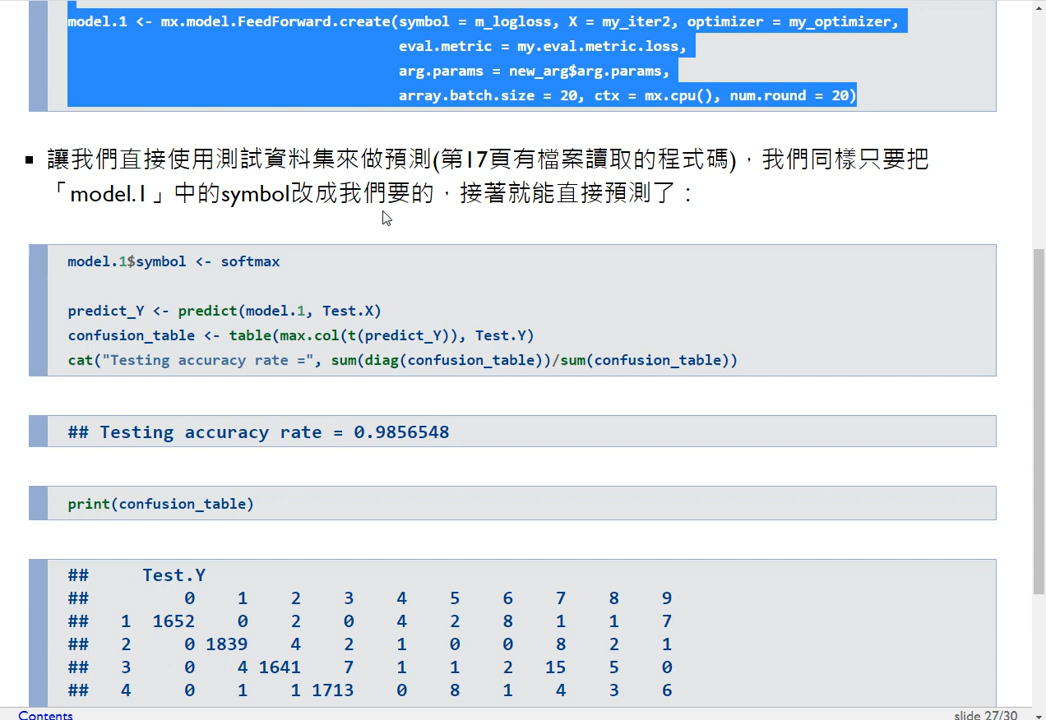 model.1 <- mx.model.FeedForward.create(symbol = m_logloss, X = my_iter2, optimizer = my_optimizer,
eval.metric = my.eval.metric.loss,
arg.params = new_arg$arg.params,
array.batch.size = 20, ctx = mx.cpu(), num.round = 20)
▪ 讓我們直接使用測試資料集來做預測(第17頁有檔案讀取的程式碼)，我們同樣只要把
「model.1」中的symbol改成我們要的，接著就能直接預測了：
model.1$symbol <- softmax
predict_Y <- predict(model.1, Test.X)
confusion_table <- table(max.col(t(predict_Y)), Test.Y)
cat("Testing accuracy rate =", sum(diag(confusion_table))/sum(confusion_table))
## Testing accuracy rate = 0.9856548
print(confusion_table)
## Test.Y
## 0 1 2 3 4 5 6 7 8 9
## 1 1652 0 2 0 4 2 8 1 1 7
## 2 0 1839 4 2 1 0 0 8 2 1
## 3 0 4 1641 7 1 1 2 15 5 0
## 4 0 1 1 1713 0 8 1 4 3 6
Contents slide 27/30